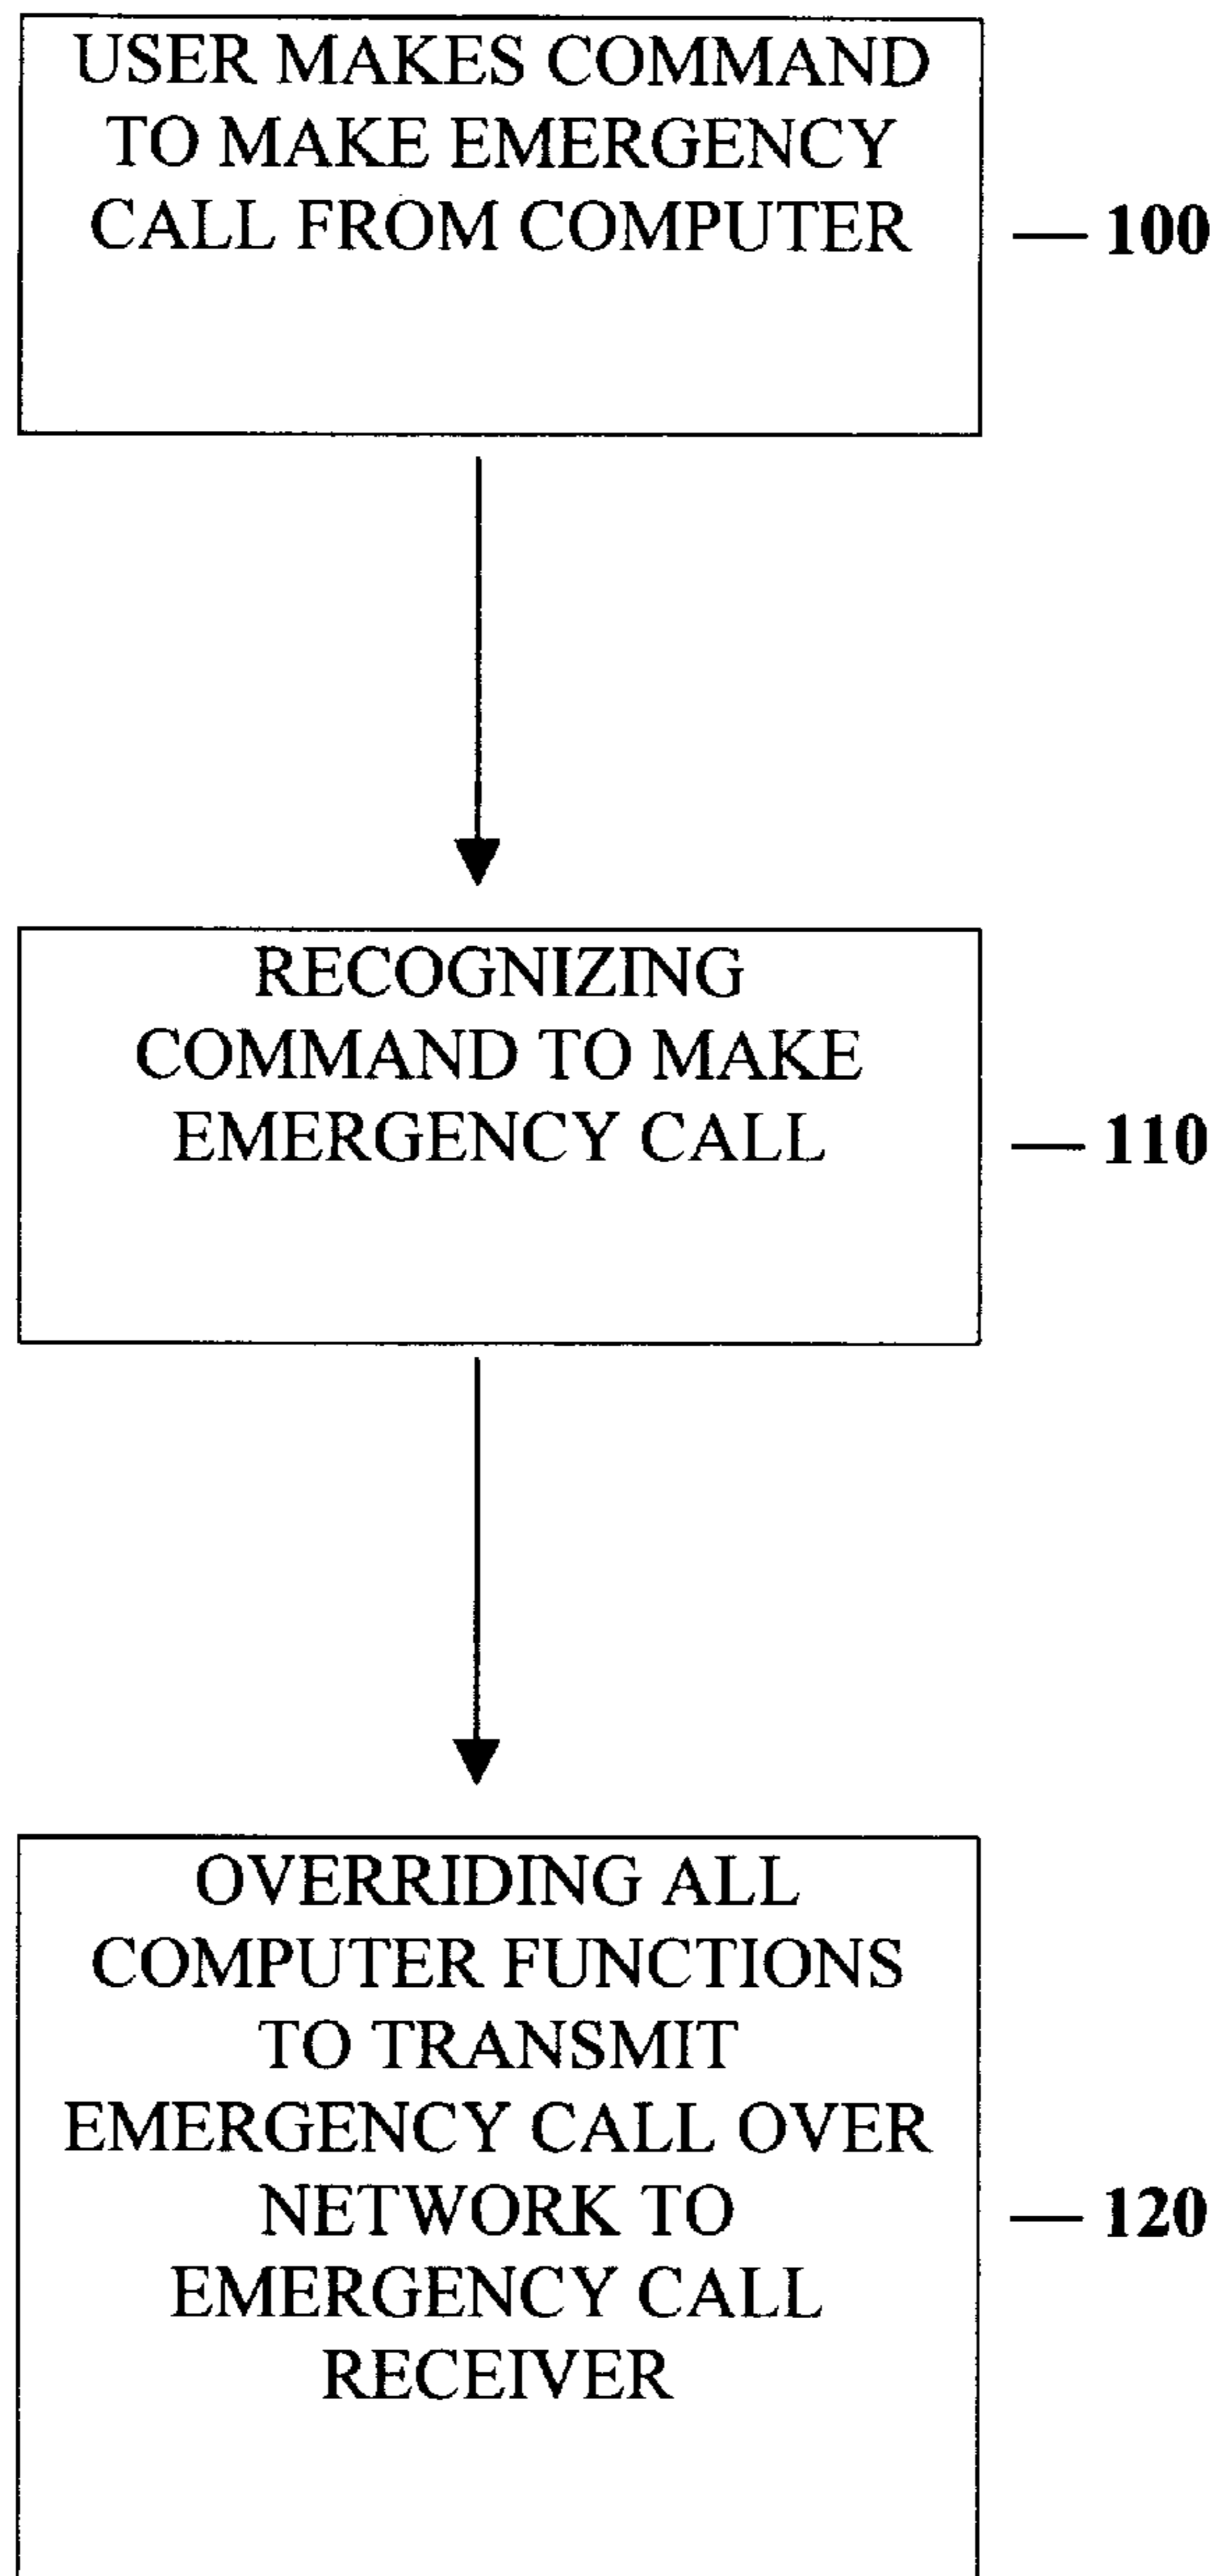 USER MAKES COMMAND
TO MAKE EMERGENCY
CALL FROM COMPUTER
100
RECOGNIZING
COMMAND TO MAKE
EMERGENCY CALL
110
OVERRIDING ALL
COMPUTER FUNCTIONS
TO TRANSMIT
EMERGENCY CALL OVER
NETWORK TO
EMERGENCY CALL
RECEIVER
120